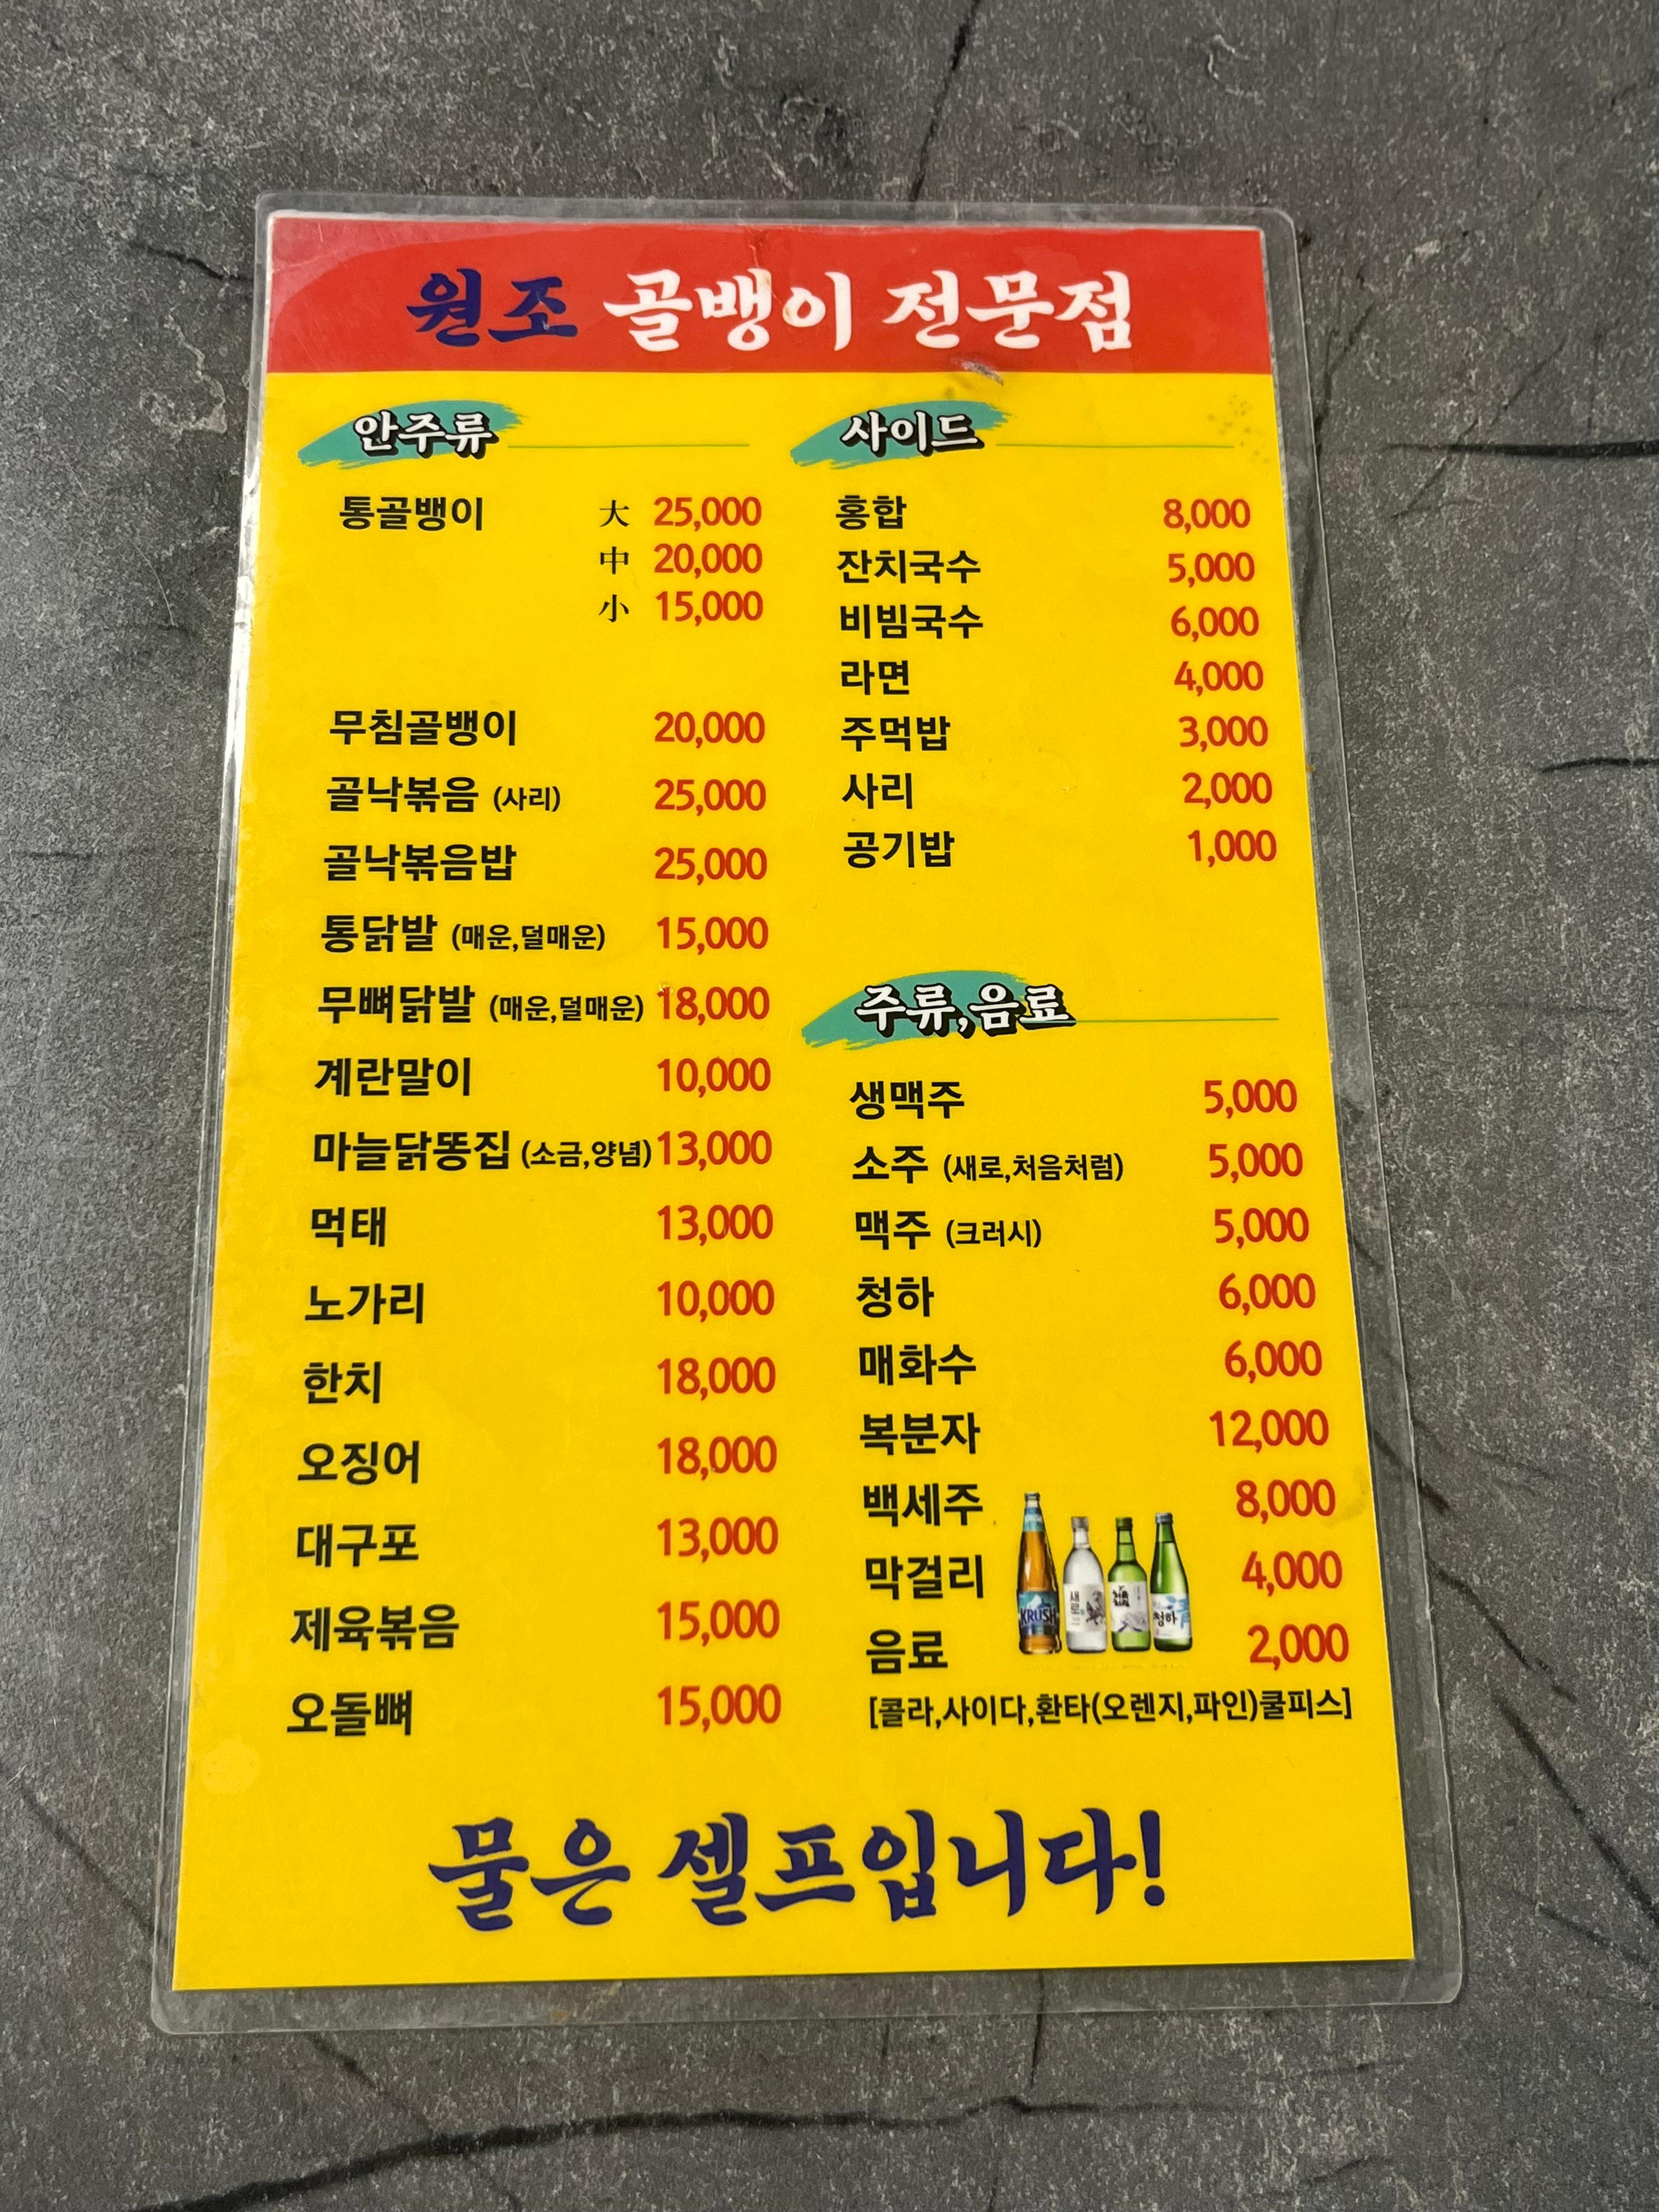 원조 골뱅이 전문점
안주류
통골뱅이 大 25,000
中 20,000
小 15,000
무침골뱅이 20,000
골낙볶음 (사리) 25,000
골낙볶음밥 25,000
통닭발 (매운,덜매운) 15,000
무뼈닭발 (매운,덜매운) 18,000
계란말이 10,000
마늘닭똥집 (소금,양념) 13,000
먹태 13,000
노가리 10,000
한치 18,000
오징어 18,000
대구포 13,000
제육볶음 15,000
오돌뼈 15,000
사이드
홍합 8,000
잔치국수 5,000
비빔국수 6,000
라면 4,000
주먹밥 3,000
사리 2,000
공기밥 1,000
주류,음료
생맥주 5,000
소주 (새로,처음처럼) 5,000
맥주 (크러시) 5,000
청하 6,000
매화수 6,000
복분자 12,000
백세주 8,000
막걸리 4,000
음료 2,000
KRUSH
새로
청하
[콜라,사이다,환타(오렌지,파인)쿨피스]
물은 셀프입니다!